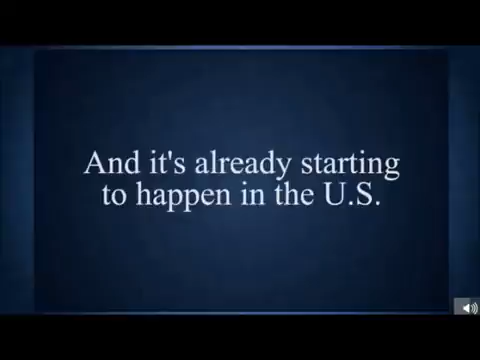 And it's already starting
to happen in the U.S.